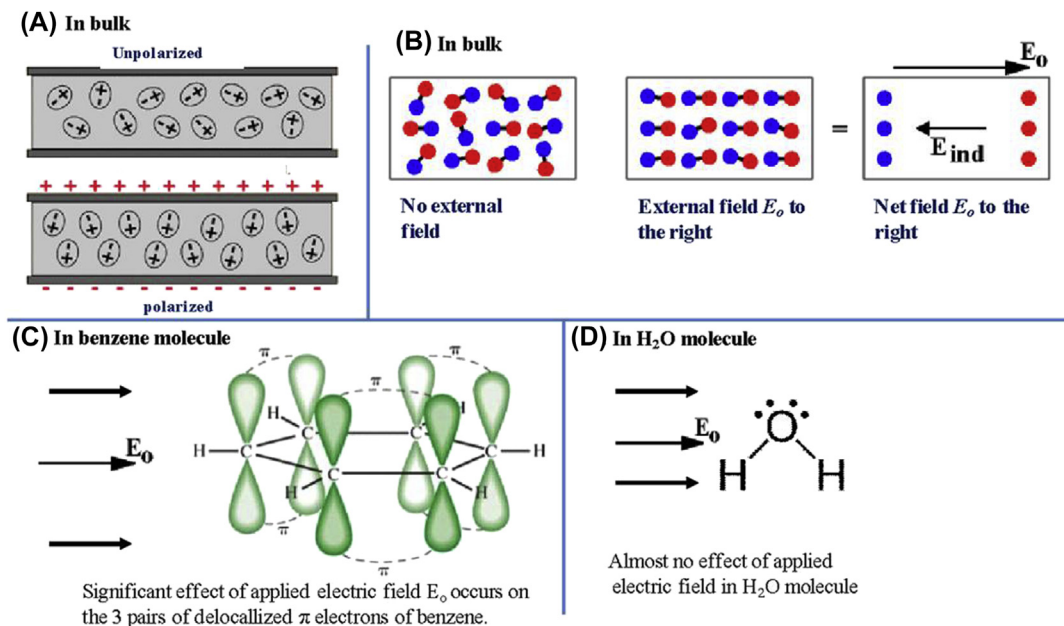 (A) In bulk
Unpolarized
+ + + + + + + + + + + +
- - - - - - - - - - - -
polarized
(B) In bulk
No external
field
External field Eo to
the right
=
Eo
Eind
Net field Eo to the
right
(C) In benzene molecule
Eo
π
π
π
π
π
π
H
H
H
H
H
H
C
C
C
C
C
C
Significant effect of applied electric field Eo occurs on
the 3 pairs of delocallized π electrons of benzene.
(D) In H₂O molecule
Eo
O
H H
Almost no effect of applied
electric field in H₂O molecule